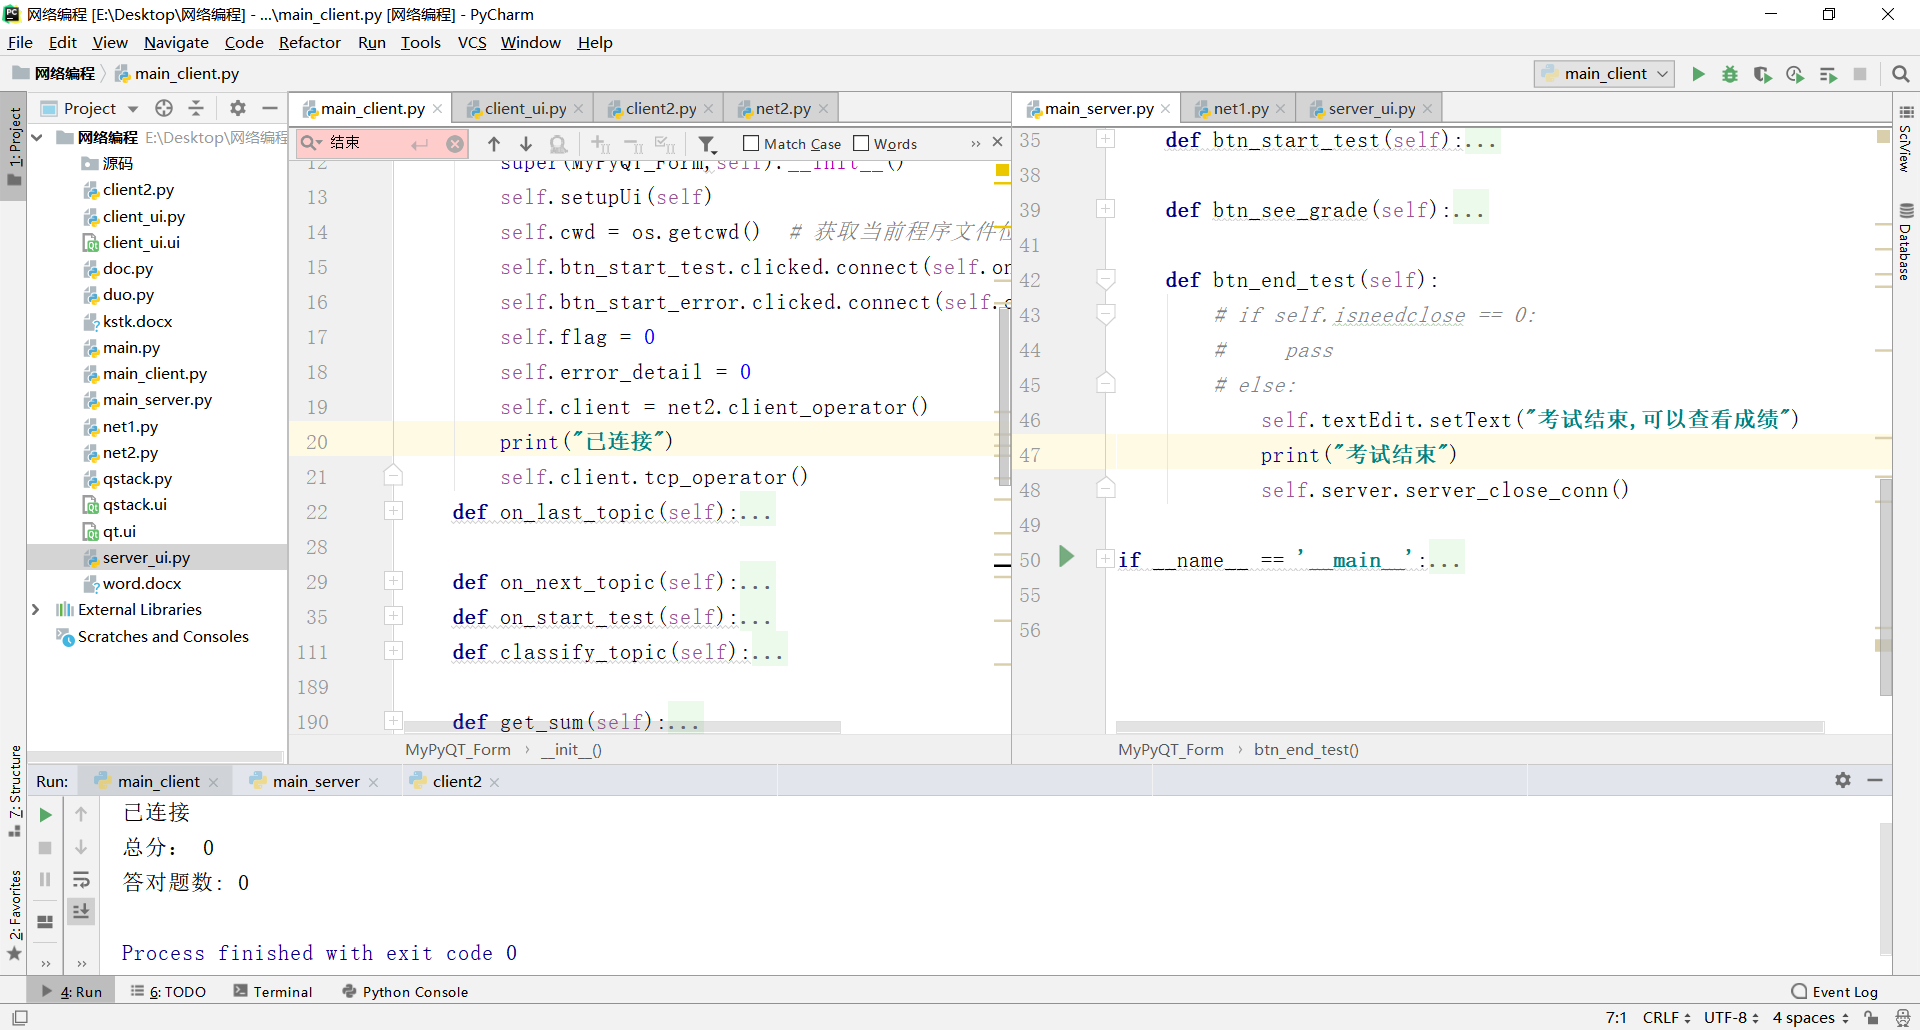 网络编程 [E:\Desktop\网络编程] - ...\main_client.py [网络编程] - PyCharm
File Edit View Navigate Code Refactor Run Tools VCS Window Help
网络编程 main_client.py main_client
1: Project
Project
网络编程 E:\Desktop\网络编程
源码
client2.py
client_ui.py
client_ui.ui
doc.py
duo.py
kstk.docx
main.py
main_client.py
main_server.py
net1.py
net2.py
qstack.py
qstack.ui
qt.ui
server_ui.py
word.docx
External Libraries
Scratches and Consoles
main_client.py client_ui.py client2.py net2.py
结束 Match Case Words
12 super(MyPyQT_Form,self).__init__()
13 self.setupUi(self)
14 self.cwd = os.getcwd() # 获取当前程序文件位
15 self.btn_start_test.clicked.connect(self.on
16 self.btn_start_error.clicked.connect(self.
17 self.flag = 0
18 self.error_detail = 0
19 self.client = net2.client_operator()
20 print("已连接")
21 self.client.tcp_operator()
22 def on_last_topic(self):...
28
29 def on_next_topic(self):...
35 def on_start_test(self):...
111 def classify_topic(self):...
189
190 def get_sum(self):...
MyPyQT_Form › __init__()
main_server.py net1.py server_ui.py
35 def btn_start_test(self):...
38
39 def btn_see_grade(self):...
41
42 def btn_end_test(self):
43 # if self.isneedclose == 0:
44 # pass
45 # else:
46 self.textEdit.setText("考试结束,可以查看成绩")
47 print("考试结束")
48 self.server.server_close_conn()
49
50 if __name__ == '__main__':...
55
56
MyPyQT_Form › btn_end_test()
SciView
Database
7: Structure
2: Favorites
Run: main_client main_server client2
已连接
总分： 0
答对题数: 0
Process finished with exit code 0
4: Run 6: TODO Terminal Python Console Event Log
7:1 CRLF UTF-8 4 spaces